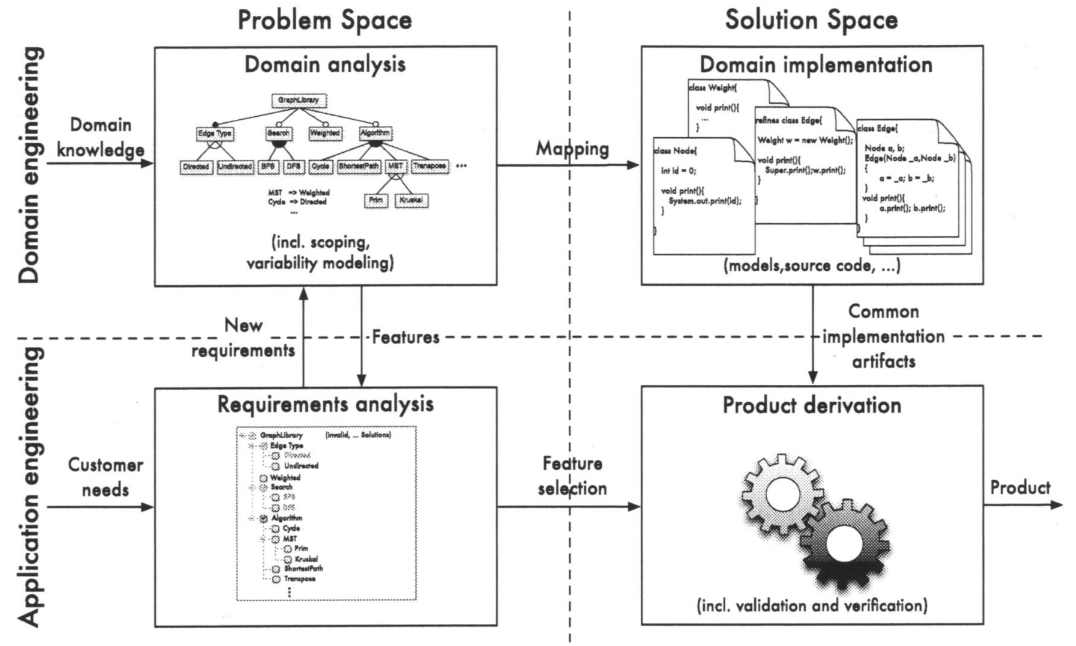 Problem Space
Solution Space
Domain engineering
Application engineering
Domain
knowledge
Domain analysis
GraphLibrary
Edge Type
Search
Weighted
Algorithm
Directed
Undirected
BFS
DFS
Cycle
ShortestPath
MST
Transpose
...
MST => Weighted
Cycle => Directed
...
Prim
Kruskal
(incl. scoping,
variability modeling)
Mapping
Domain implementation
class Weight{
void print(){
...
}
refines class Edge{
Weight w = new Weight();
void print(){
Super.print();w.print();
}
}
class Node{
int id = 0;
void print(){
System.out.print(id);
}
}
class Edge{
Node a, b;
Edge(Node _a,Node _b)
{
a = _a; b = _b;
}
void print(){
a.print(); b.print();
}
}
(models,source code, ...)
New
requirements
Features
Common
implementation
artifacts
Customer
needs
Requirements analysis
GraphLibrary (invalid, ... Solutions)
Edge Type
Directed
Undirected
Weighted
Search
BFS
DFS
Algorithm
Cycle
MST
Prim
Kruskal
ShortestPath
Transpose
Feature
selection
Product derivation
(incl. validation and verification)
Product